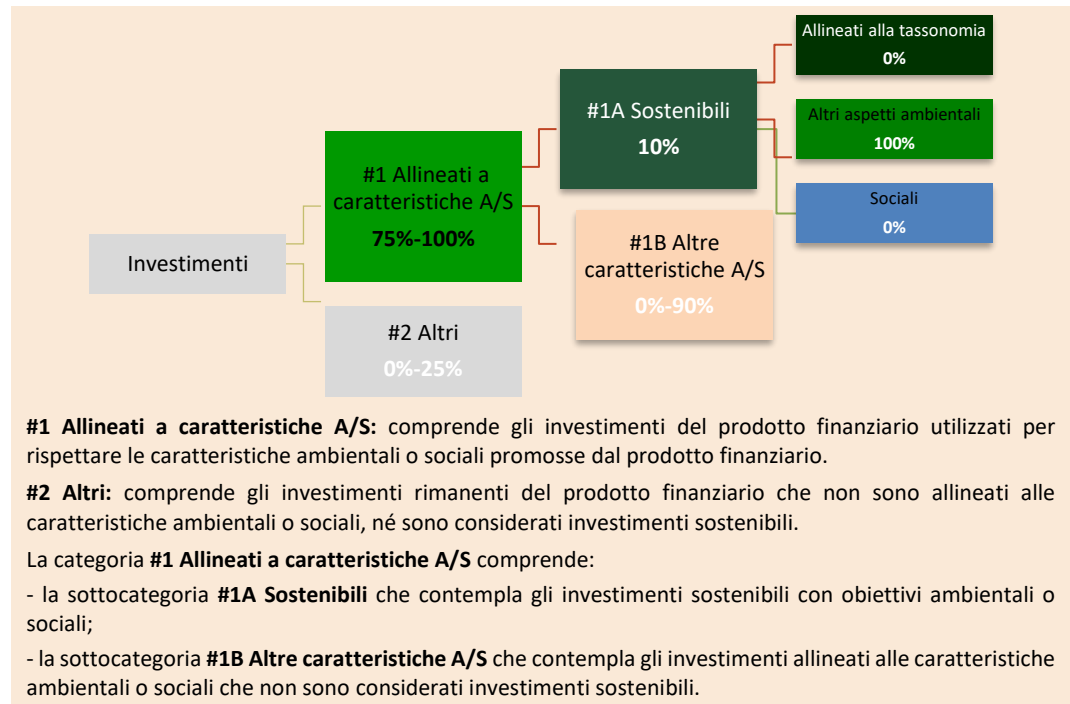 Allineati alla tassonomia
0%
#1A Sostenibili
10%
Altri aspetti ambientali
100%
#1 Allineati a
caratteristiche A/S
75%-100%
Sociali
0%
#1B Altre
caratteristiche A/S
0%-90%
Investimenti
#2 Altri
0%-25%
#1 Allineati a caratteristiche A/S: comprende gli investimenti del prodotto finanziario utilizzati per
rispettare le caratteristiche ambientali o sociali promosse dal prodotto finanziario.
#2 Altri: comprende gli investimenti rimanenti del prodotto finanziario che non sono allineati alle
caratteristiche ambientali o sociali, né sono considerati investimenti sostenibili.
La categoria #1 Allineati a caratteristiche A/S comprende:
- la sottocategoria #1A Sostenibili che contempla gli investimenti sostenibili con obiettivi ambientali o
sociali;
- la sottocategoria #1B Altre caratteristiche A/S che contempla gli investimenti allineati alle caratteristiche
ambientali o sociali che non sono considerati investimenti sostenibili.